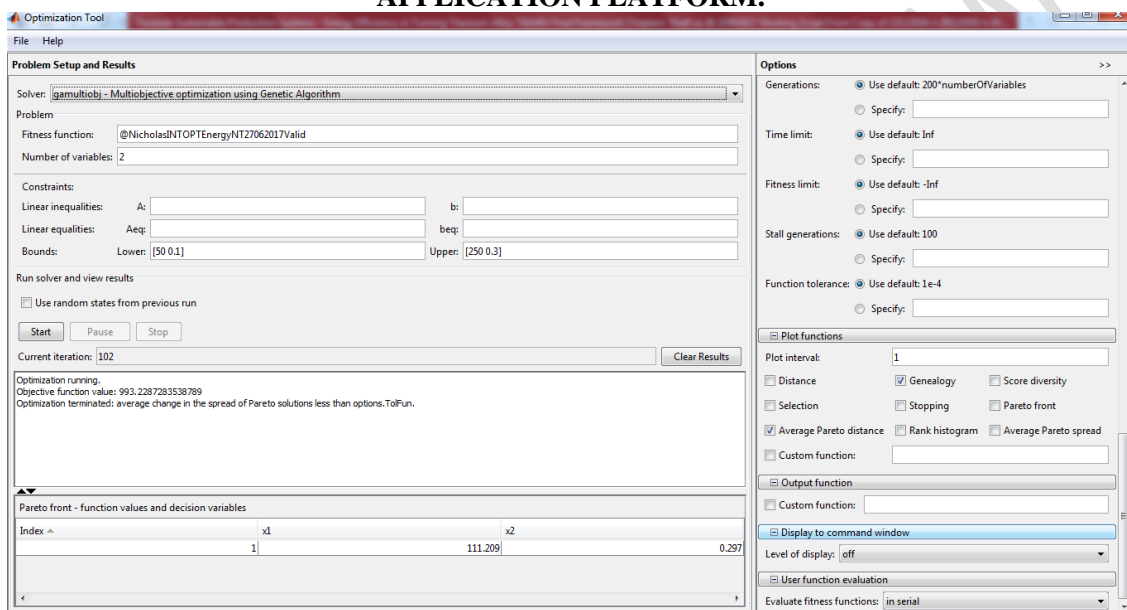 APPLICATION PLATFORM:
Optimization Tool
File Help
Problem Setup and Results
Solver: gamultiobj - Multiobjective optimization using Genetic Algorithm
Problem
Fitness function: @NicholasINTOPTEnergyNT27062017Valid
Number of variables: 2
Constraints:
Linear inequalities: A: b:
Linear equalities: Aeq: beq:
Bounds: Lower: [50 0.1] Upper: [250 0.3]
Run solver and view results
Use random states from previous run
Start Pause Stop
Current iteration: 102 Clear Results
Optimization running.
Objective function value: 993.2287283538789
Optimization terminated: average change in the spread of Pareto solutions less than options.TolFun.
Pareto front - function values and decision variables
Index x1 x2
1 111.209 0.297
Options >>
Generations: Use default: 200*numberOfVariables
Specify:
Time limit: Use default: Inf
Specify:
Fitness limit: Use default: -Inf
Specify:
Stall generations: Use default: 100
Specify:
Function tolerance: Use default: 1e-4
Specify:
Plot functions
Plot interval: 1
Distance Genealogy Score diversity
Selection Stopping Pareto front
Average Pareto distance Rank histogram Average Pareto spread
Custom function:
Output function
Custom function:
Display to command window
Level of display: off
User function evaluation
Evaluate fitness functions: in serial